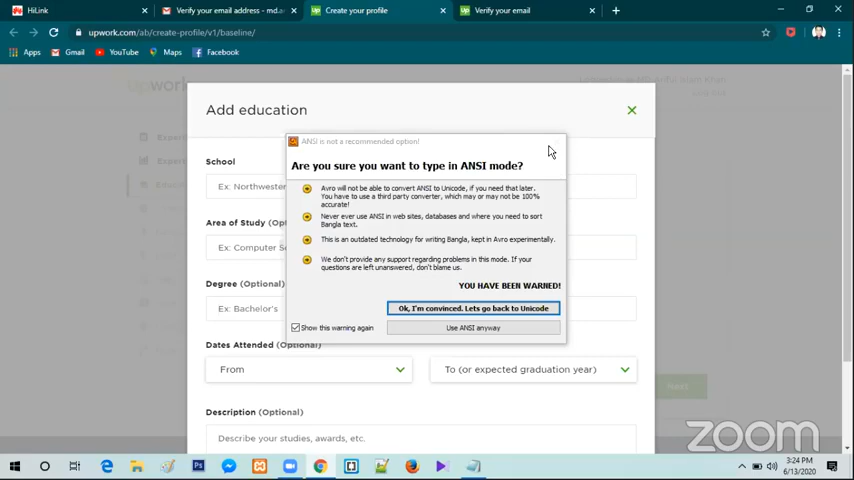 HiLink
Verify your email address - md.a
Create your profile
Verify your email
upwork.com/ab/create-profile/v1/baseline/
Apps
Gmail
YouTube
Maps
Facebook
upwork
Add education
School
Ex: Northwester
Area of Study (Opt
Ex: Computer Sc
Degree (Optional)
Ex: Bachelor's
Dates Attended (Optional)
From
To (or expected graduation year)
Description (Optional)
Describe your studies, awards, etc.
ANSI is not a recommended option!
Are you sure you want to type in ANSI mode?
Avro will not be able to convert ANSI to Unicode, if you need that later.
You have to use a third party converter, which may or may not be 100%
accurate!
Never ever use ANSI in web sites, databases and where you need to sort
Bangla text.
This is an outdated technology for writing Bangla, kept in Avro experimentally.
We don't provide any support regarding problems in this mode. If your
questions are left unanswered, don't blame us.
YOU HAVE BEEN WARNED!
Ok, I'm convinced. Lets go back to Unicode
Show this warning again
Use ANSI anyway
zoom
3:24 PM
6/13/2020